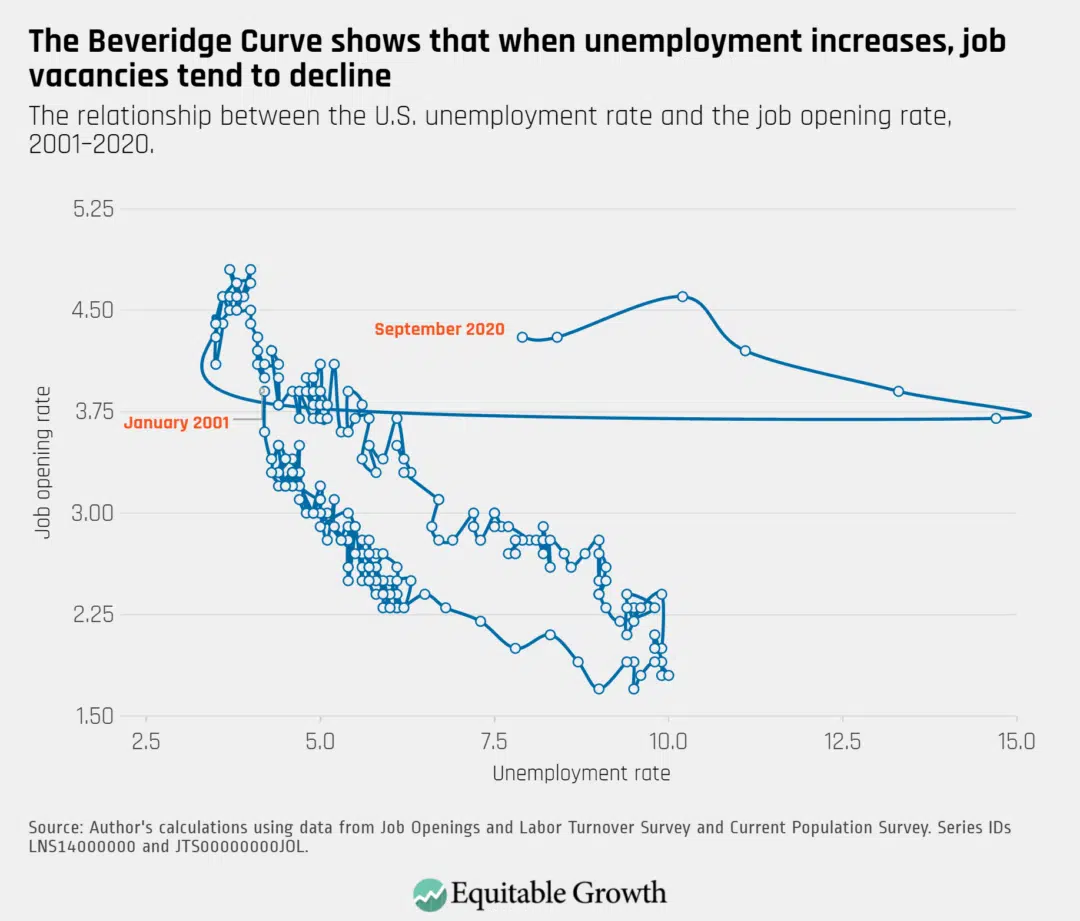 The Beveridge Curve shows that when unemployment increases, job
vacancies tend to decline
The relationship between the U.S. unemployment rate and the job opening rate,
2001–2020.
5.25
4.50
3.75
3.00
2.25
1.50
Job opening rate
September 2020
January 2001
2.5
5.0
7.5
10.0
12.5
15.0
Unemployment rate
Source: Author's calculations using data from Job Openings and Labor Turnover Survey and Current Population Survey. Series IDs
LNS14000000 and JTS00000000JOL.
Equitable Growth